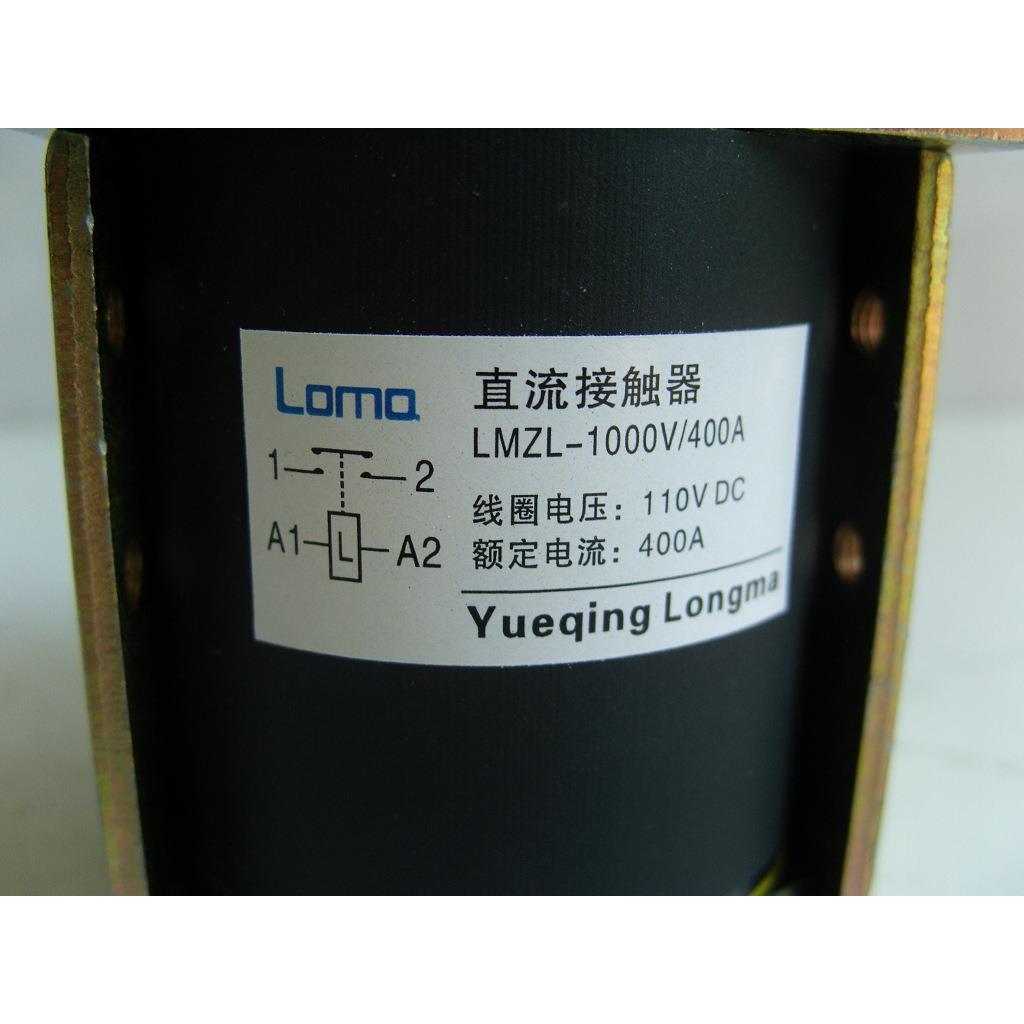 Loma
直流接触器
LMZL-1000V/400A
1 2
A1 L A2
线圈电压: 110V DC
额定电流: 400A
Yueqing Longma